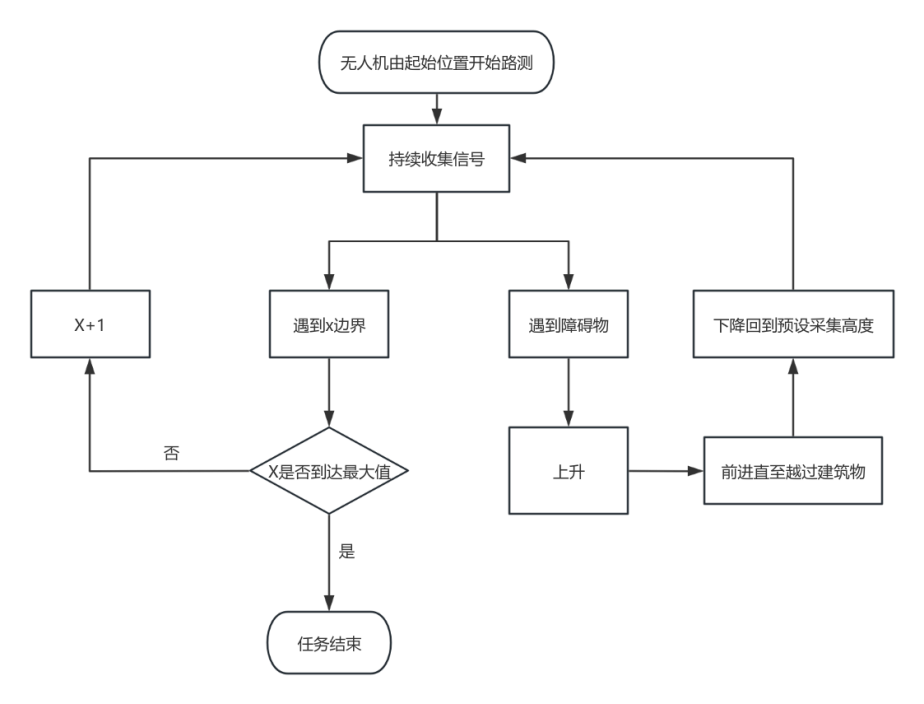 无人机由起始位置开始路测
持续收集信号
X+1
遇到x边界
遇到障碍物
下降回到预设采集高度
否
X是否到达最大值
上升
前进直至越过建筑物
是
任务结束